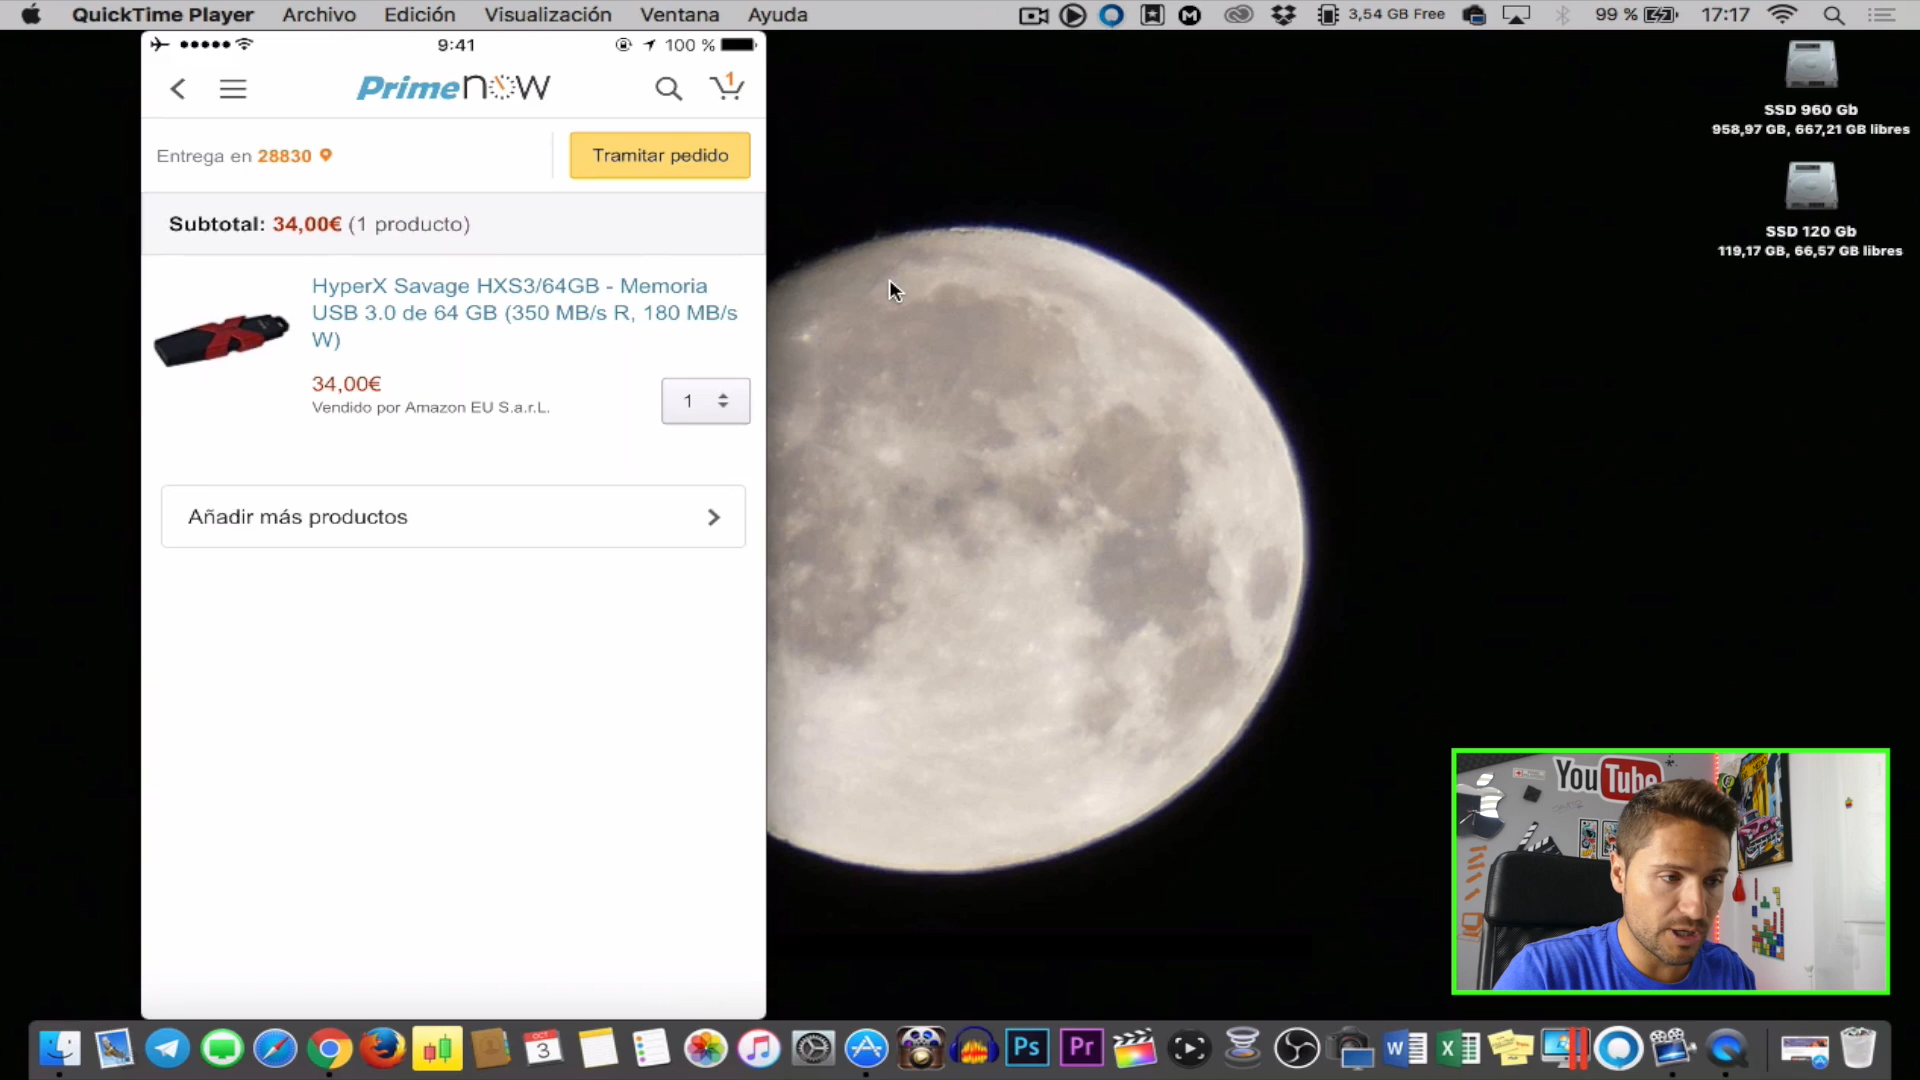 QuickTime Player Archivo Edición Visualización Ventana Ayuda 3,54 GB Free 99 % 17:17
9:41 100 %
PrimenOW 1
Entrega en 28830 Tramitar pedido
Subtotal: 34,00€ (1 producto)
HyperX Savage HXS3/64GB - Memoria
USB 3.0 de 64 GB (350 MB/s R, 180 MB/s
W)
34,00€
Vendido por Amazon EU S.a.r.L.
1
Añadir más productos
SSD 960 Gb
958,97 GB, 667,21 GB libres
SSD 120 Gb
119,17 GB, 66,57 GB libres
YouTube
OCT
3
Ps
Pr
W
X